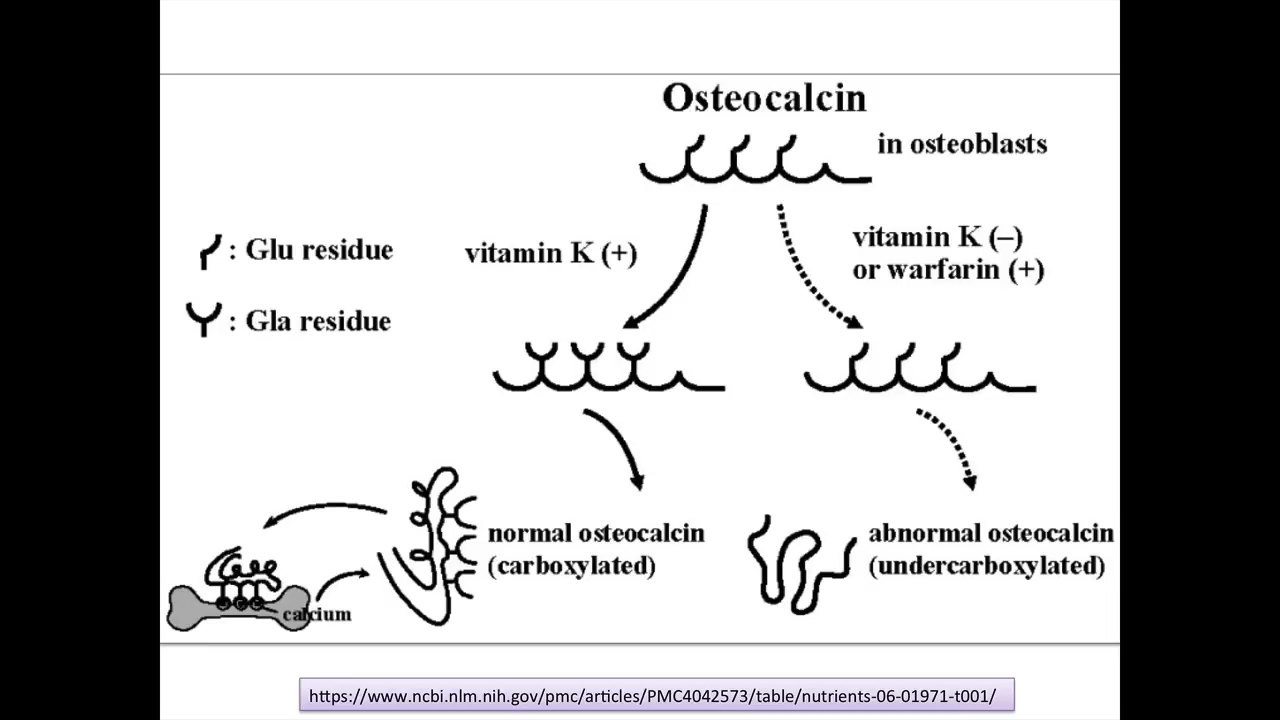 Osteocalcin
in osteoblasts
: Glu residue
: Gla residue
vitamin K (+)
vitamin K (–)
or warfarin (+)
normal osteocalcin
(carboxylated)
abnormal osteocalcin
(undercarboxylated)
calcium
https://www.ncbi.nlm.nih.gov/pmc/articles/PMC4042573/table/nutrients-06-01971-t001/